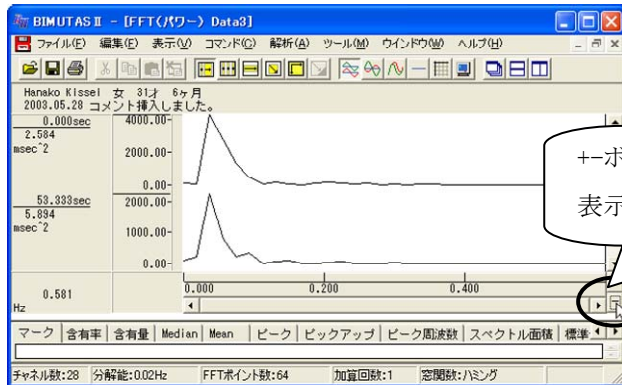 BIMUTASⅡ - [FFT(パワー) Data3]
ファイル(F) 編集(E) 表示(V) コマンド(C) 解析(A) ツール(M) ウインドウ(W) ヘルプ(H)
Hanako Kissel 女 31才 6ヶ月
2003.05.28 コメント挿入しました。
0.000sec
2.584
msec^2
4000.00-
2000.00-
0.00-
53.333sec
5.894
msec^2
2000.00-
1000.00-
0.00-
+-ボ
表示
0.581
Hz
0.000 0.200 0.400
マーク 含有率 含有量 Median Mean ピーク ピックアップ ピーク周波数 スペクトル面積 標準
チャネル数:28 分解能:0.02Hz FFTポイント数:64 加算回数:1 窓関数:ハミング